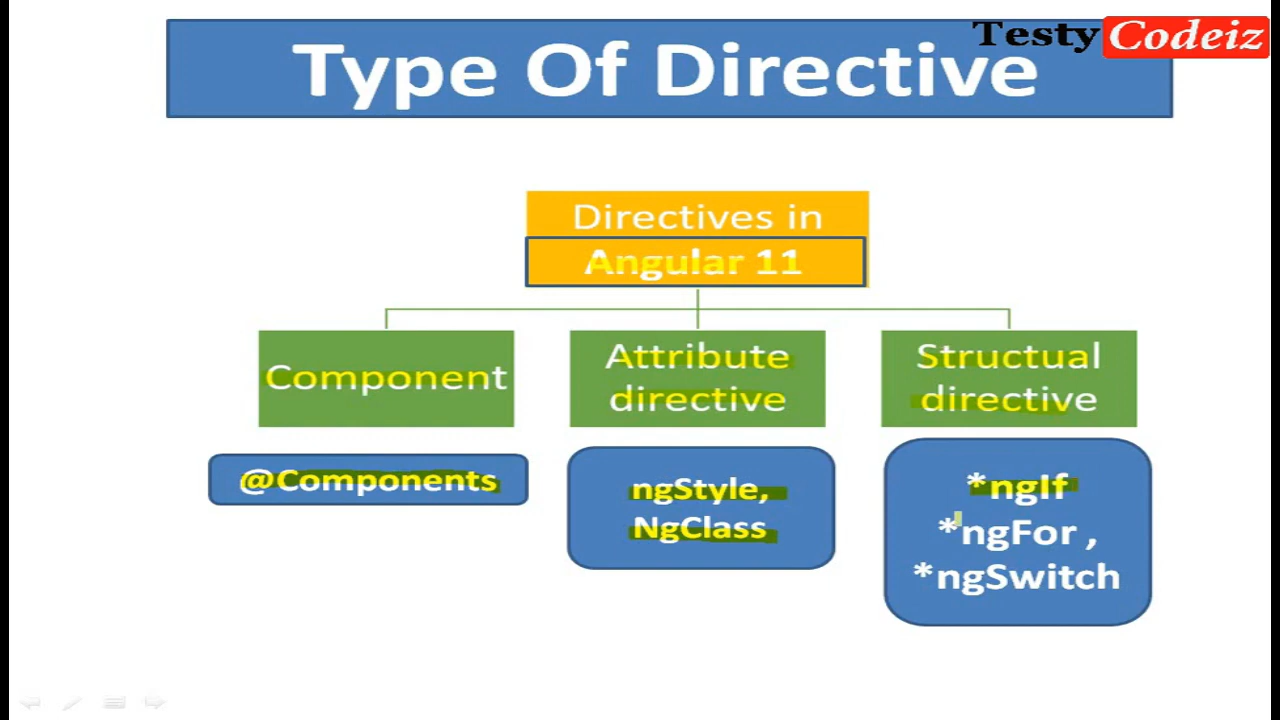 Testy Codeiz
Type Of Directive
Directives in
Angular 11
Component
Attribute
directive
Structual
directive
@Components
ngStyle,
NgClass
*ngIf
*ngFor ,
*ngSwitch